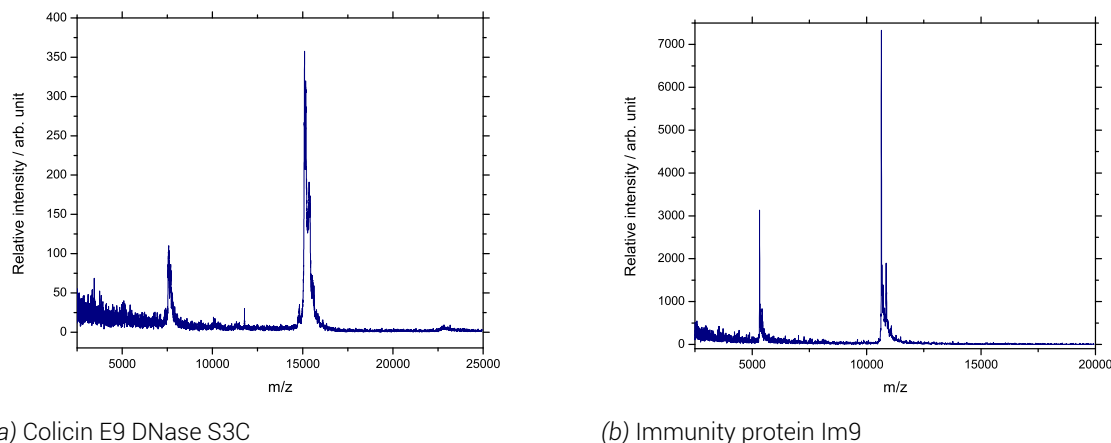 400
350
300
250
200
150
100
50
0
Relative intensity / arb. unit
5000 10000 15000 20000 25000
m/z
7000
6000
5000
4000
3000
2000
1000
0
Relative intensity / arb. unit
5000 10000 15000 20000
m/z
a) Colicin E9 DNase S3C
(b) Immunity protein Im9